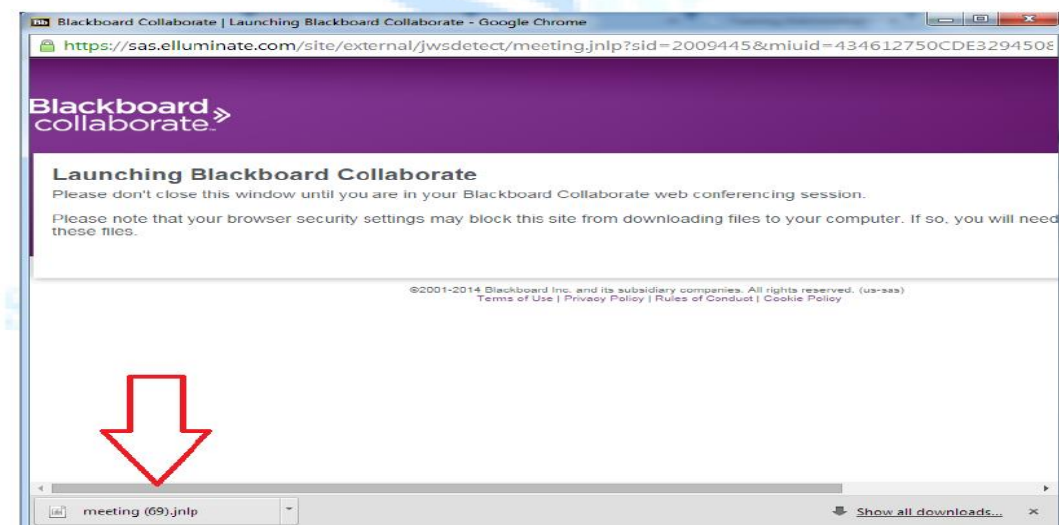 Bb Blackboard Collaborate | Launching Blackboard Collaborate - Google Chrome
https://sas.elluminate.com/site/external/jwsdetect/meeting.jnlp?sid=2009445&miuid=434612750CDE3294508
Blackboard
collaborate
Launching Blackboard Collaborate
Please don't close this window until you are in your Blackboard Collaborate web conferencing session.
Please note that your browser security settings may block this site from downloading files to your computer. If so, you will need
these files.
©2001-2014 Blackboard Inc. and its subsidiary companies. All rights reserved. (us-sas)
Terms of Use | Privacy Policy | Rules of Conduct | Cookie Policy
meeting (69).jnlp
Show all downloads...